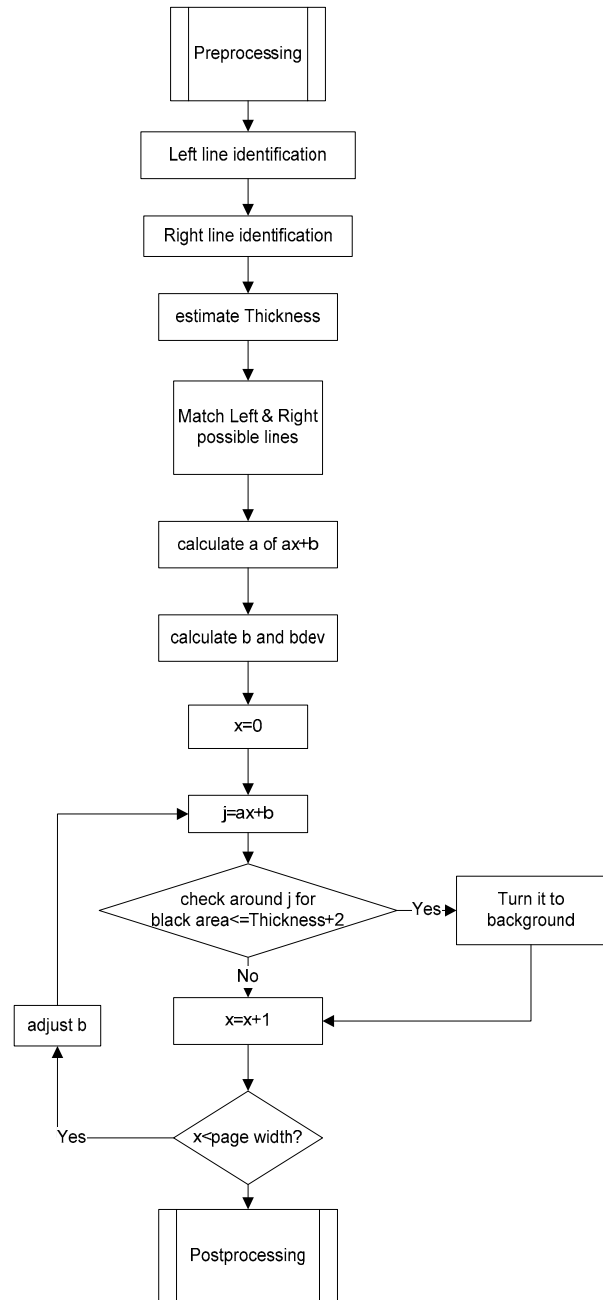 Preprocessing
Left line identification
Right line identification
estimate Thickness
Match Left & Right
possible lines
calculate a of ax+b
calculate b and bdev
x=0
j=ax+b
check around j for
black area<=Thickness+2
Yes
Turn it to
background
No
x=x+1
adjust b
Yes
x<page width?
Postprocessing